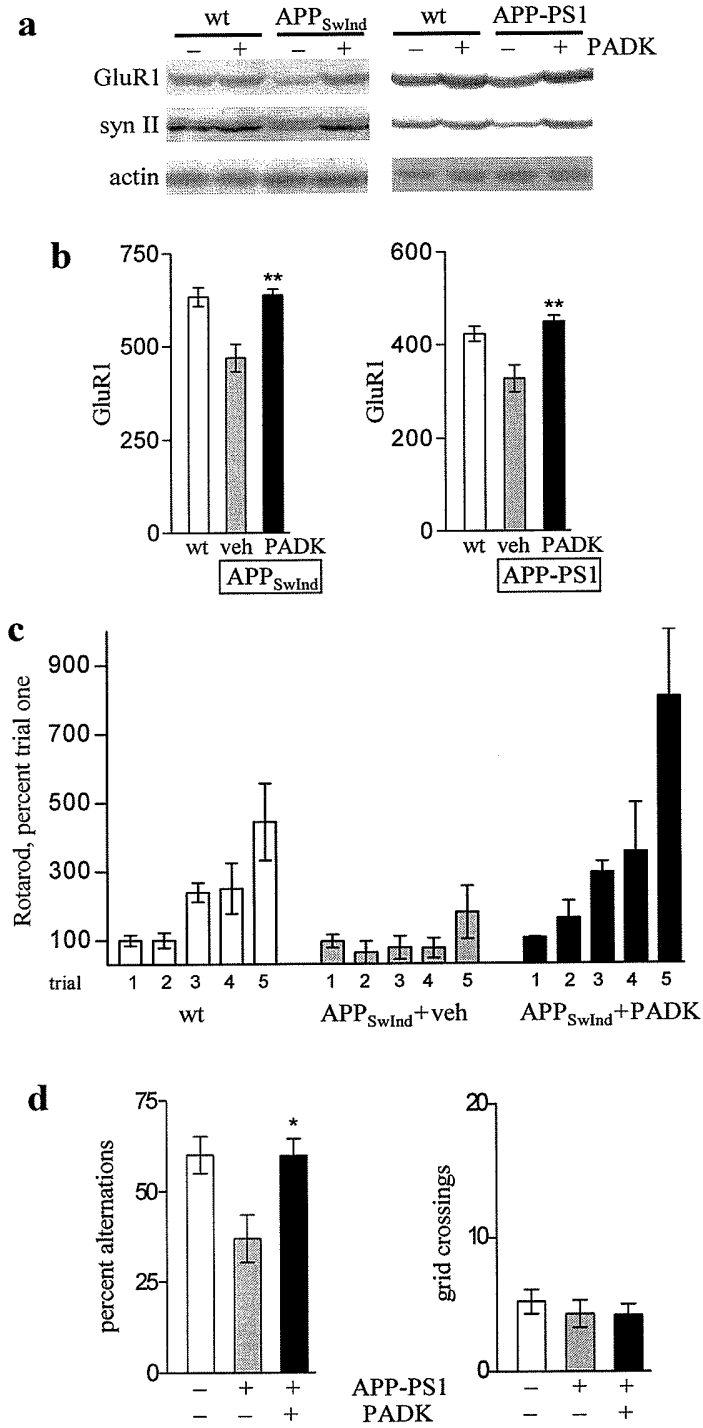 a
wt APPSwInd wt APP-PS1
– + – + – + – + PADK
GluR1
syn II
actin
b
750
500
250
0
GluR1
**
wt veh PADK
APPSwInd
600
400
200
0
GluR1
**
wt veh PADK
APP-PS1
c
Rotarod, percent trial one
900
700
500
300
100
trial 1 2 3 4 5 1 2 3 4 5 1 2 3 4 5
wt APPSwInd+veh APPSwInd+PADK
d
percent alternations
75
50
25
0
*
grid crossings
20
10
0
– + + APP-PS1 – + +
– – + PADK – – +